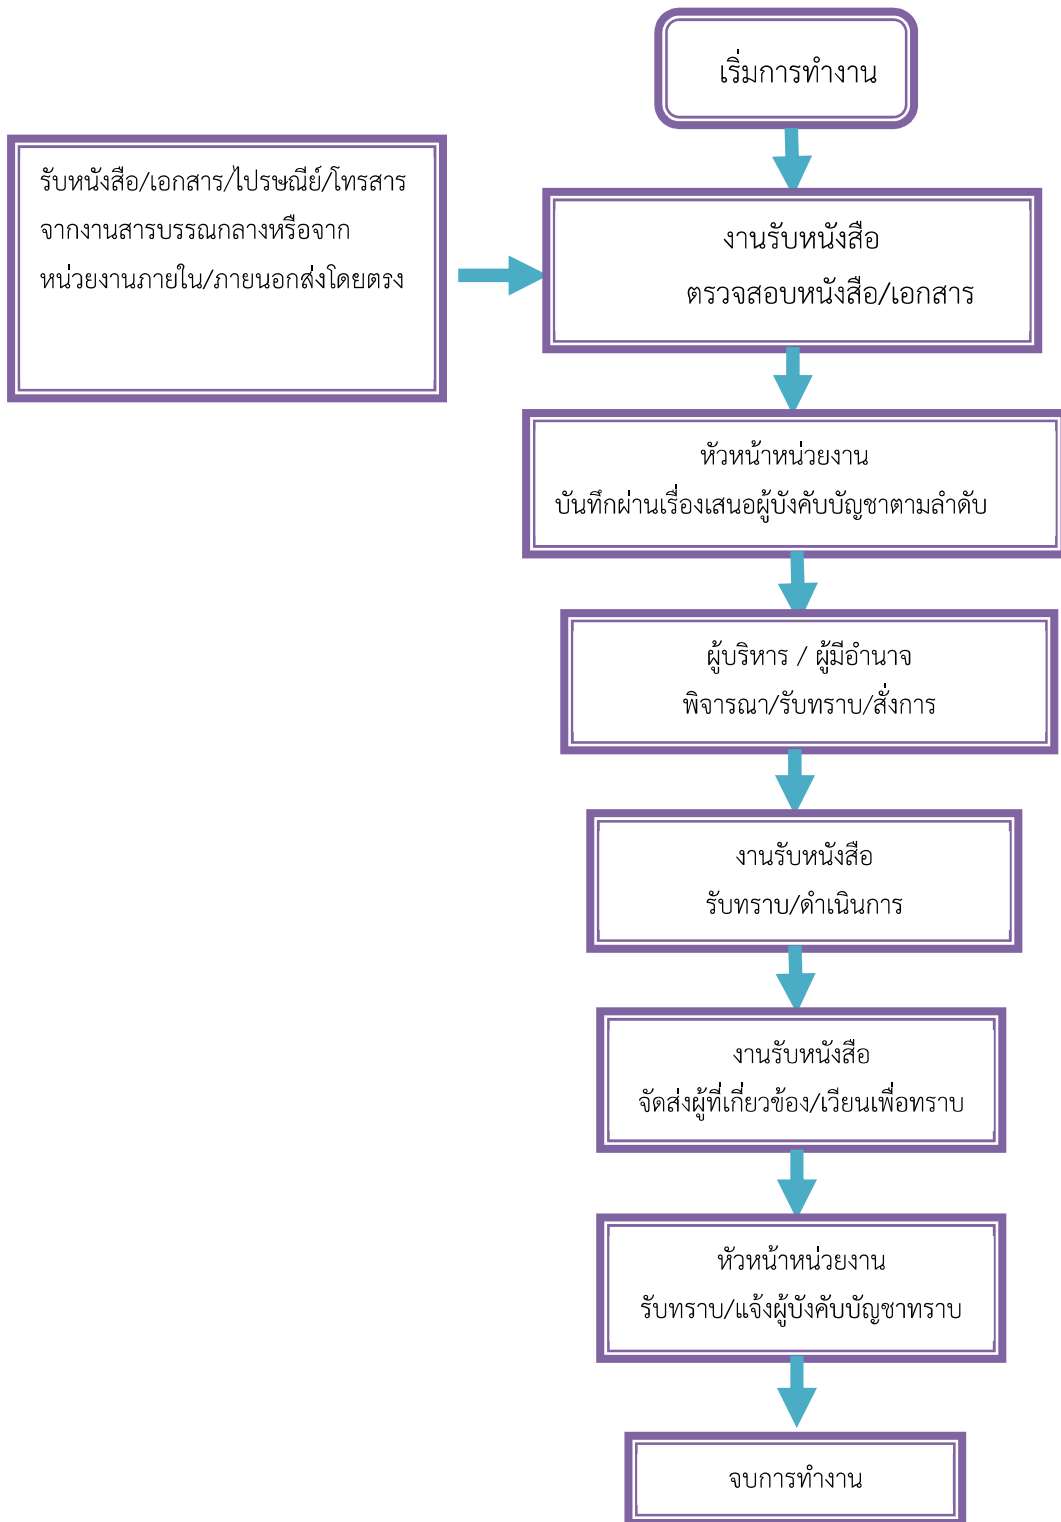 เริ่มการทำงาน
รับหนังสือ/เอกสาร/ไปรษณีย์/โทรสาร
จากงานสารบรรณกลางหรือจาก
หน่วยงานภายใน/ภายนอกส่งโดยตรง
งานรับหนังสือ
ตรวจสอบหนังสือ/เอกสาร
หัวหน้าหน่วยงาน
บันทึกผ่านเรื่องเสนอผู้บังคับบัญชาตามลำดับ
ผู้บริหาร / ผู้มีอำนาจ
พิจารณา/รับทราบ/สั่งการ
งานรับหนังสือ
รับทราบ/ดำเนินการ
งานรับหนังสือ
จัดส่งผู้ที่เกี่ยวข้อง/เวียนเพื่อทราบ
หัวหน้าหน่วยงาน
รับทราบ/แจ้งผู้บังคับบัญชาทราบ
จบการทำงาน